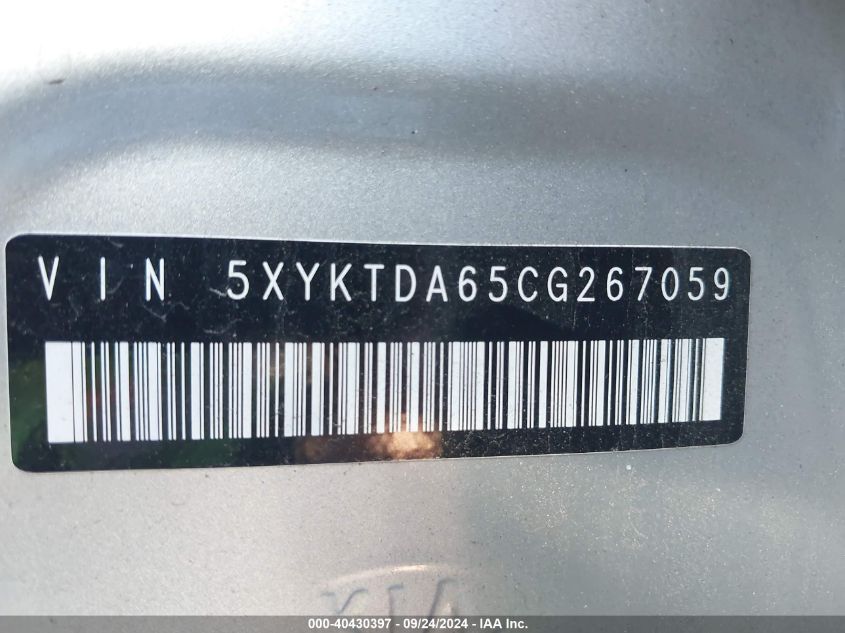 VIN 5XYKTDA65CG267059
000-40430397 - 09/24/2024 - IAA Inc.